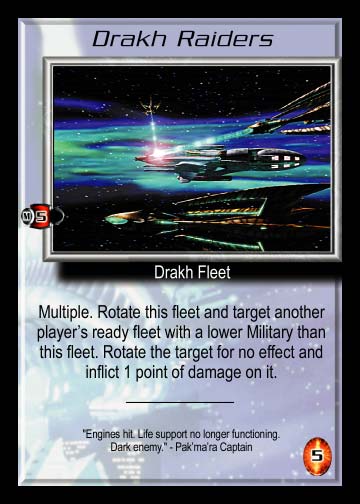 Drakh Raiders
M 5
Drakh Fleet
Multiple. Rotate this fleet and target another
player's ready fleet with a lower Military than
this fleet. Rotate the target for no effect and
inflict 1 point of damage on it.
"Engines hit. Life support no longer functioning.
Dark enemy." - Pak'ma'ra Captain
5